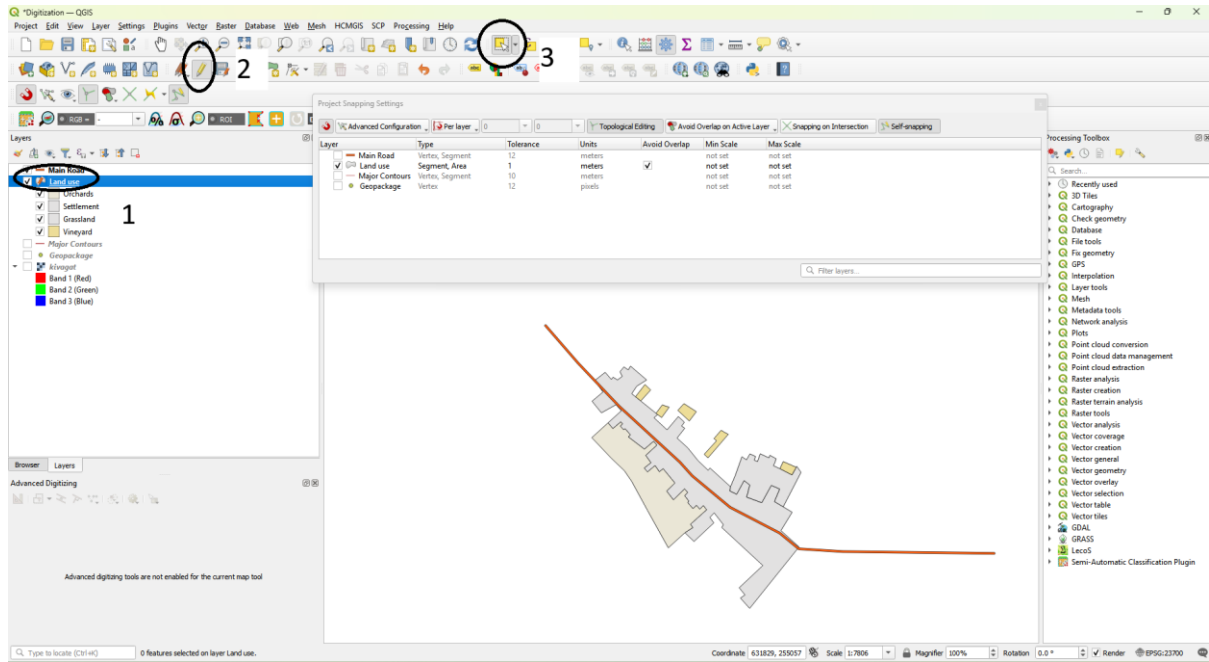 *Digitization — QGIS
Project Edit View Layer Settings Plugins Vector Raster Database Web Mesh HCMGIS SCP Processing Help
3
2
RGB = -
ROI
Layers
Main Road
Land use
Orchards
Settlement
1
Grassland
Vineyard
Major Contours
Geopackage
kivagat
Band 1 (Red)
Band 2 (Green)
Band 3 (Blue)
Browser Layers
Advanced Digitizing
Advanced digitizing tools are not enabled for the current map tool
Project Snapping Settings
Advanced Configuration Per layer 0 0 Topological Editing Avoid Overlap on Active Layer Snapping on Intersection Self-snapping
Layer Type Tolerance Units Avoid Overlap Min Scale Max Scale
Main Road Vertex, Segment 12 meters not set not set
Land use Segment, Area 1 meters not set not set
Major Contours Vertex, Segment 10 meters not set not set
Geopackage Vertex 12 pixels not set not set
Filter layers...
Processing Toolbox
Search...
Recently used
3D Tiles
Cartography
Check geometry
Database
File tools
Fix geometry
GPS
Interpolation
Layer tools
Mesh
Metadata tools
Network analysis
Plots
Point cloud conversion
Point cloud data management
Point cloud extraction
Raster analysis
Raster creation
Raster terrain analysis
Raster tools
Vector analysis
Vector coverage
Vector creation
Vector general
Vector geometry
Vector overlay
Vector selection
Vector table
Vector tiles
GDAL
GRASS
LecoS
Semi-Automatic Classification Plugin
Type to locate (Ctrl+K) 0 features selected on layer Land use. Coordinate 631829, 255057 Scale 1:7806 Magnifier 100% Rotation 0.0 ° Render EPSG:23700